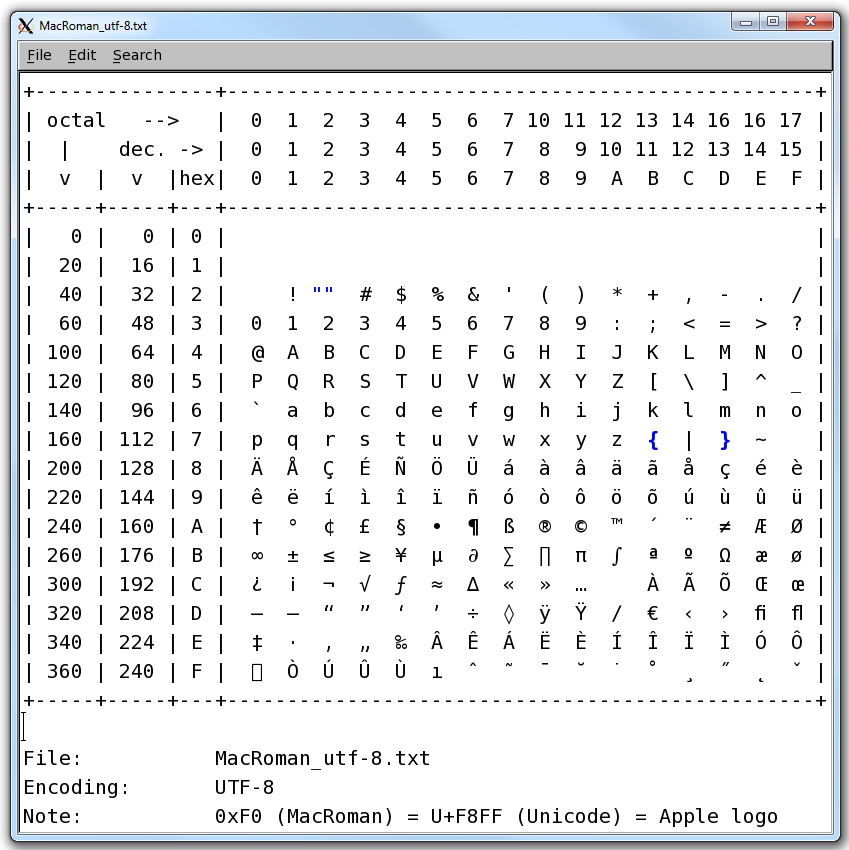 MacRoman_utf-8.txt
File Edit Search
+---------------+-------------------------------------------------+
| octal   -->   |  0  1  2  3  4  5  6  7 10 11 12 13 14 16 16 17 |
|  |    dec. -> |  0  1  2  3  4  5  6  7  8  9 10 11 12 13 14 15 |
|  v  |  v  |hex|  0  1  2  3  4  5  6  7  8  9  A  B  C  D  E  F |
+-----+-----+---+-------------------------------------------------+
|   0 |   0 | 0 |                                                 |
|  20 |  16 | 1 |                                                 |
|  40 |  32 | 2 |     ! ""  #  $  %  &  '  (  )  *  +  ,  -  .  / |
|  60 |  48 | 3 |  0  1  2  3  4  5  6  7  8  9  :  ;  <  =  >  ? |
| 100 |  64 | 4 |  @  A  B  C  D  E  F  G  H  I  J  K  L  M  N  O |
| 120 |  80 | 5 |  P  Q  R  S  T  U  V  W  X  Y  Z  [  \  ]  ^  _ |
| 140 |  96 | 6 |  `  a  b  c  d  e  f  g  h  i  j  k  l  m  n  o |
| 160 | 112 | 7 |  p  q  r  s  t  u  v  w  x  y  z  {  |  }  ~    |
| 200 | 128 | 8 |  Ä  Å  Ç  É  Ñ  Ö  Ü  á  à  â  ä  ã  å  ç  é  è |
| 220 | 144 | 9 |  ê  ë  í  ì  î  ï  ñ  ó  ò  ô  ö  õ  ú  ù  û  ü |
| 240 | 160 | A |  †  °  ¢  £  §  •  ¶  ß  ®  ©  ™  ´  ¨  ≠  Æ  Ø |
| 260 | 176 | B |  ∞  ±  ≤  ≥  ¥  µ  ∂  ∑  ∏  π  ∫  ª  º  Ω  æ  ø |
| 300 | 192 | C |  ¿  ¡  ¬  √  ƒ  ≈  ∆  «  »  …     À  Ã  Õ  Œ  œ |
| 320 | 208 | D |  –  —  “  ”  ‘  ’  ÷  ◊  ÿ  Ÿ  ⁄  €  ‹  ›  ﬁ  ﬂ |
| 340 | 224 | E |  ‡  ·  ‚  „  ‰  Â  Ê  Á  Ë  È  Í  Î  Ï  Ì  Ó  Ô |
| 360 | 240 | F |    Ò  Ú  Û  Ù  ı  ˆ  ˜  ¯  ˘  ˙  ˚  ¸  ˝  ˛  ˇ |
+-----+-----+---+-------------------------------------------------+
File:           MacRoman_utf-8.txt
Encoding:       UTF-8
Note:           0xF0 (MacRoman) = U+F8FF (Unicode) = Apple logo